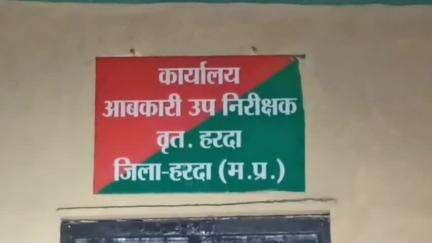 कार्यालय
आबकारी उप निरीक्षक
वृत. हरदा
जिला-हरदा (म.प्र.)